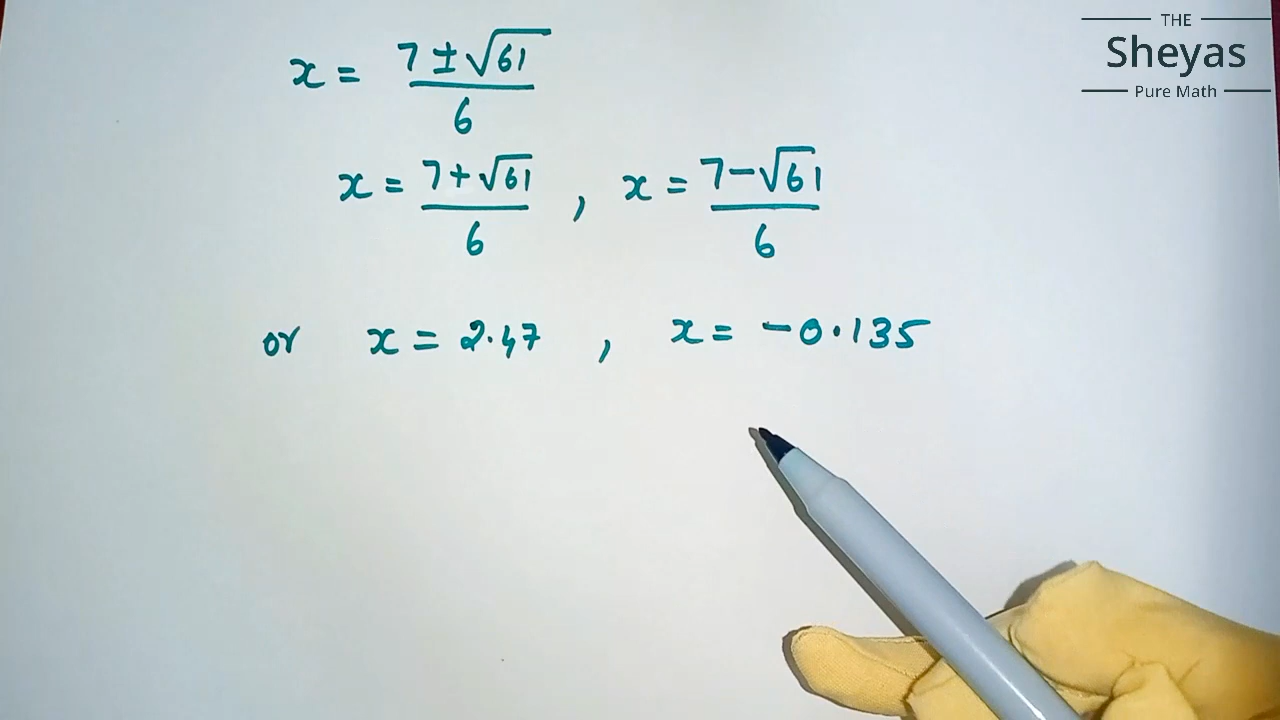 THE
Sheyas
Pure Math
x = 7 ± √61 / 6
x = 7 + √61 / 6 , x = 7 − √61 / 6
or x = 2.47 , x = −0.135